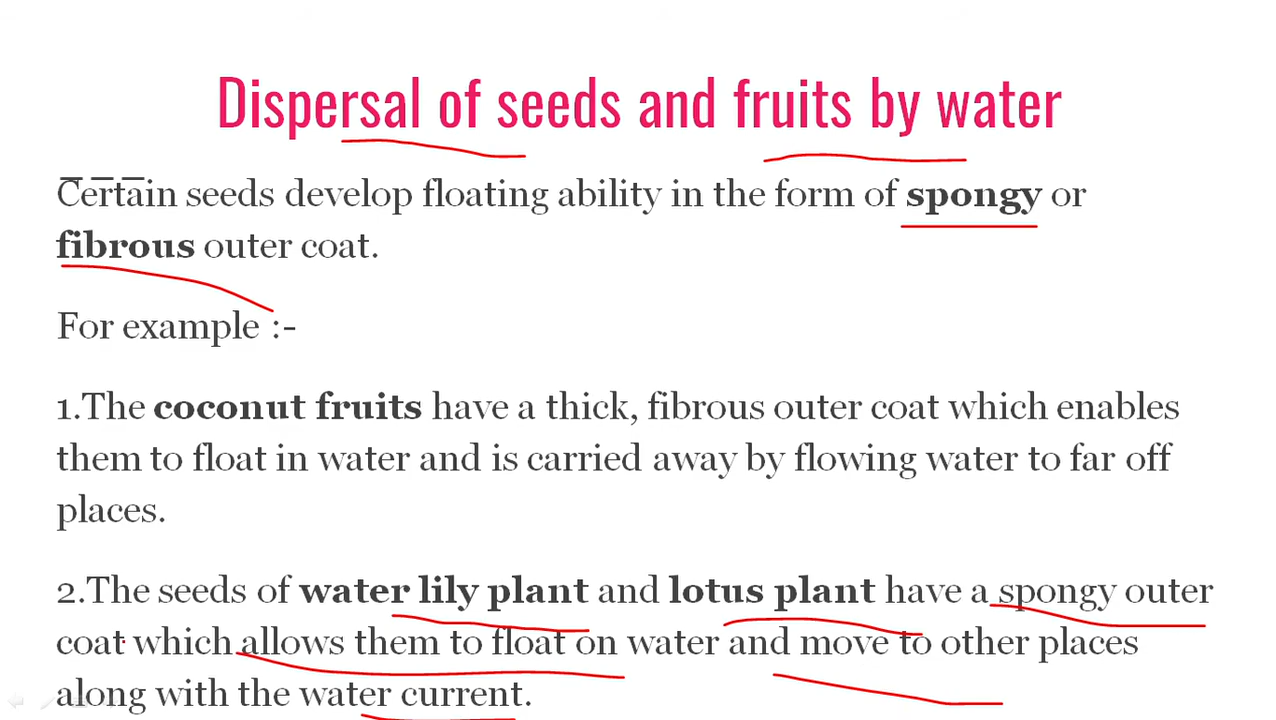 Dispersal of seeds and fruits by water
Certain seeds develop floating ability in the form of spongy or
fibrous outer coat.
For example :-
1.The coconut fruits have a thick, fibrous outer coat which enables
them to float in water and is carried away by flowing water to far off
places.
2.The seeds of water lily plant and lotus plant have a spongy outer
coat which allows them to float on water and move to other places
along with the water current.